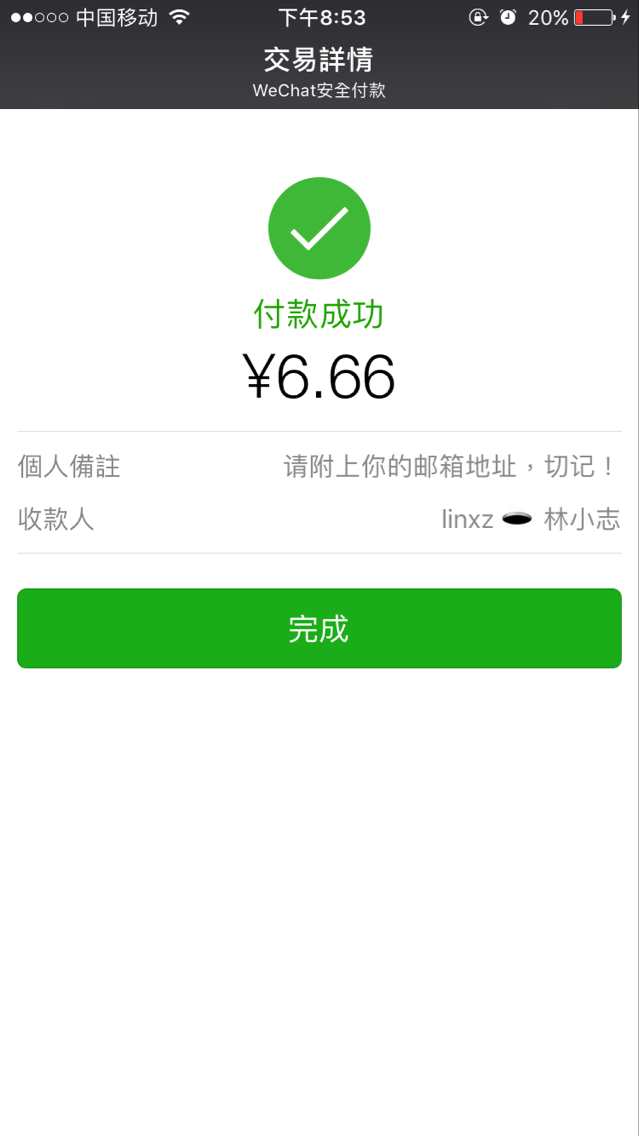 中国移动 下午8:53 20%
交易詳情
WeChat安全付款
付款成功
¥6.66
個人備註 请附上你的邮箱地址，切记！
收款人 linxz 🕳 林小志
完成